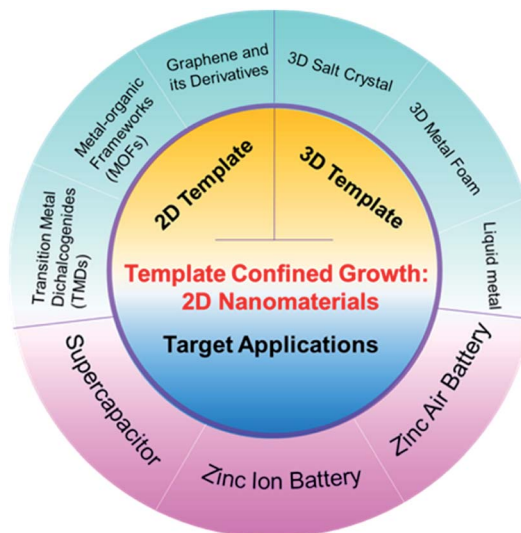 Graphene and
its Derivatives
3D Salt Crystal
Metal-organic
Frameworks
(MOFs)
3D Metal Foam
Transition Metal
Dichalcogenides
(TMDs)
Liquid metal
2D Template
3D Template
Template Confined Growth:
2D Nanomaterials
Target Applications
Supercapacitor
Zinc Ion Battery
Zinc Air Battery